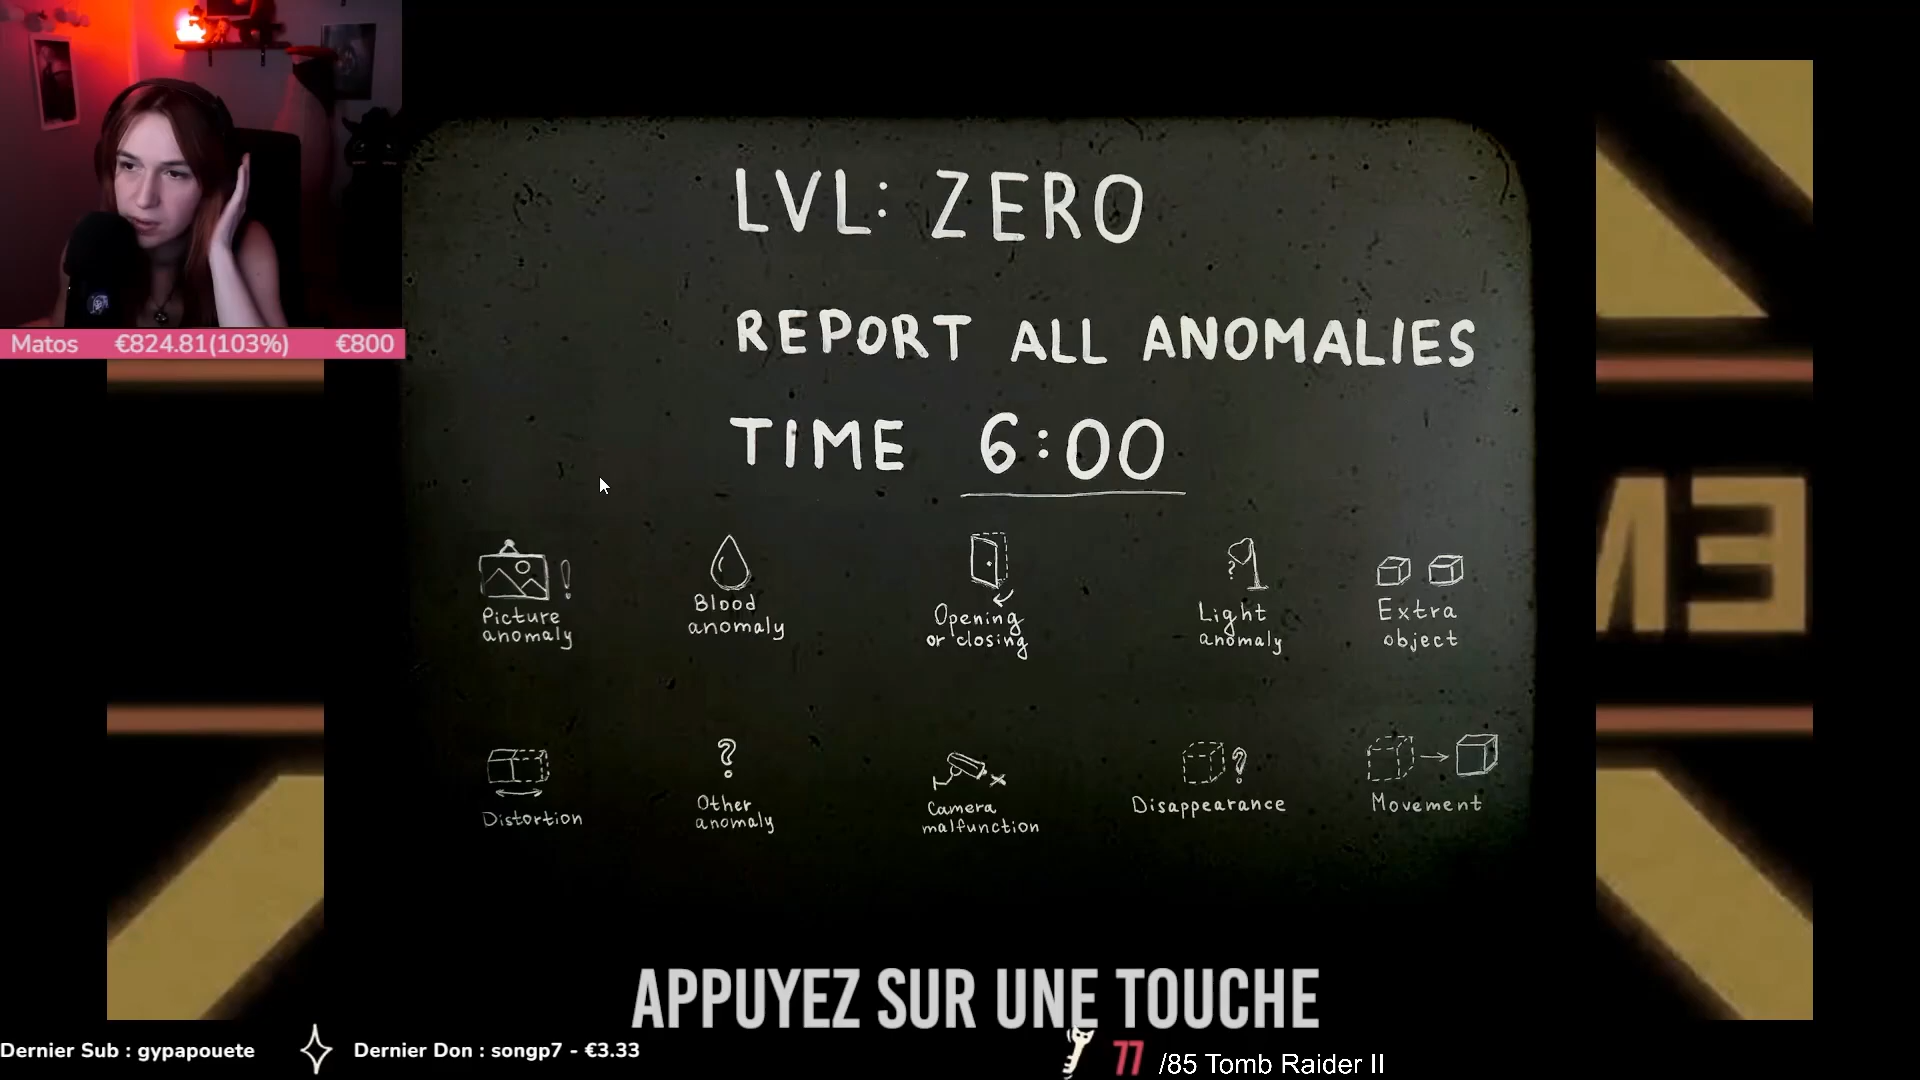 Matos €824.81(103%) €800
LVL: ZERO
REPORT ALL ANOMALIES
TIME 6:00
Picture
anomaly
Blood
anomaly
Opening
or closing
Light
anomaly
Extra
object
Distortion
Other
anomaly
Camera
malfunction
Disappearance
Movement
APPUYEZ SUR UNE TOUCHE
Dernier Sub : gypapouete
Dernier Don : songp7 - €3.33
77 /85 Tomb Raider II